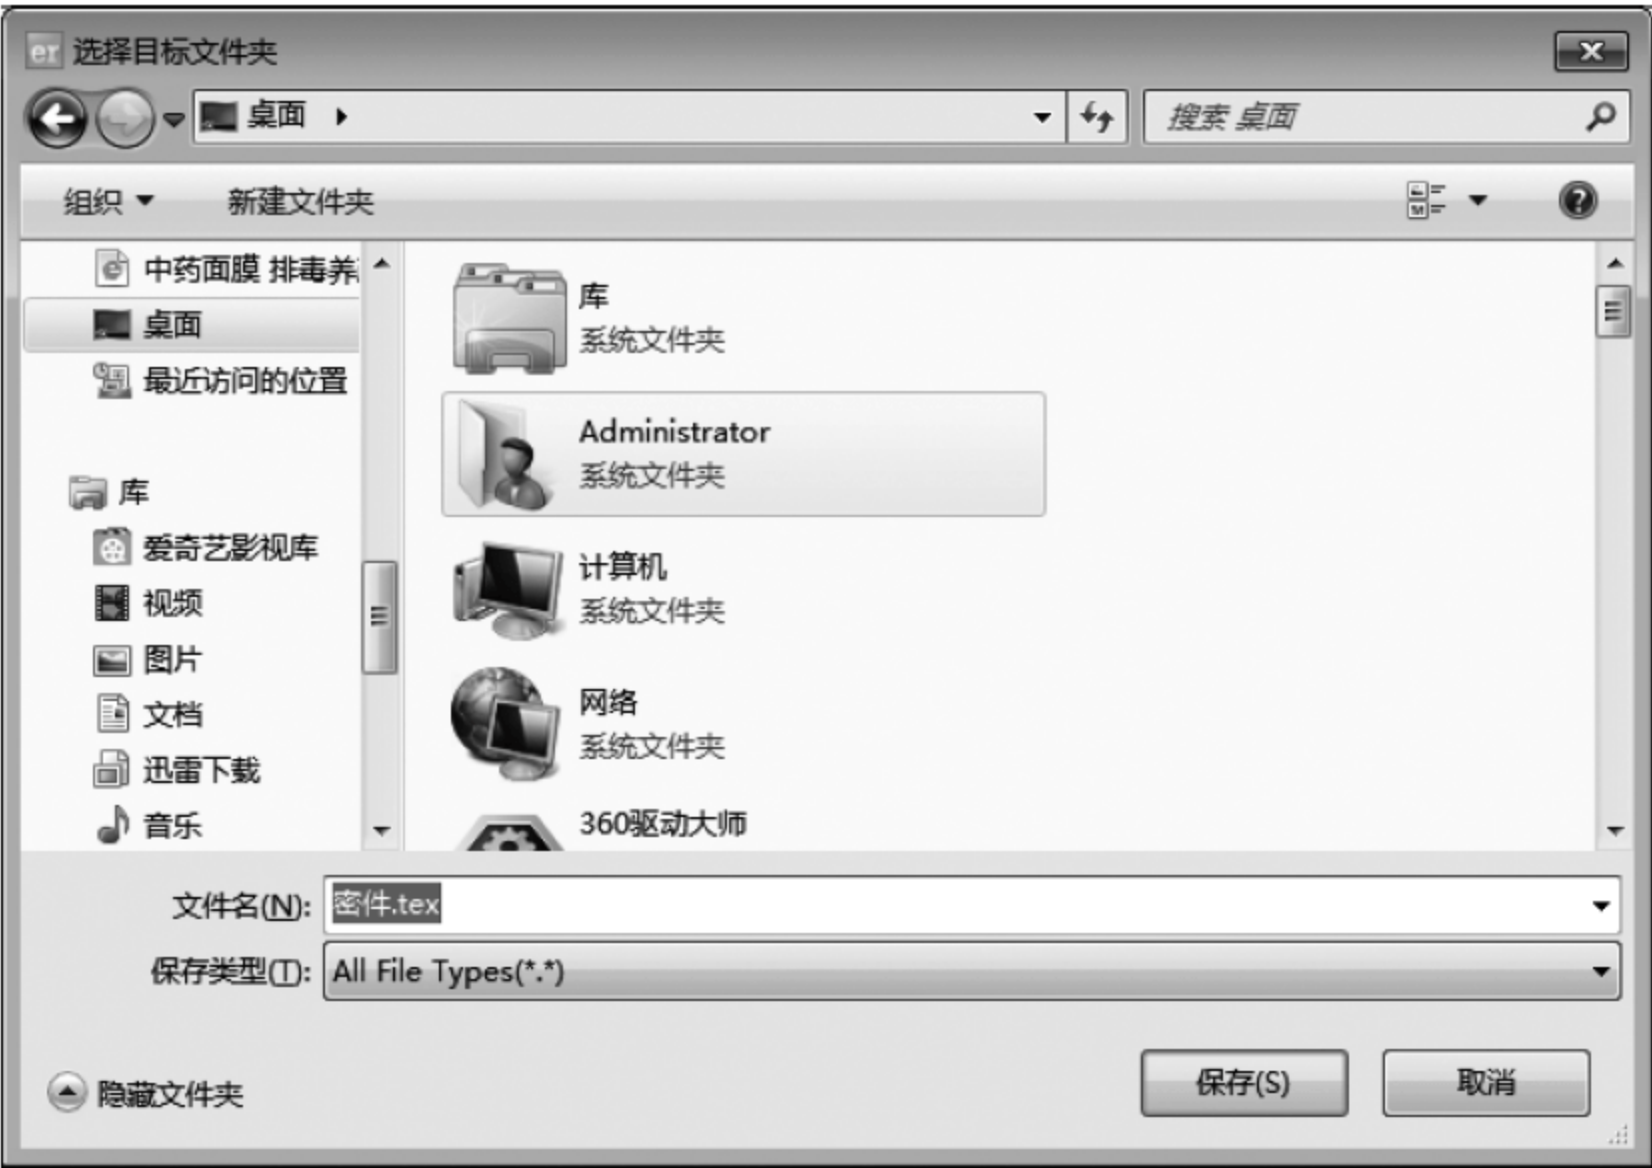 er 选择目标文件夹
桌面
搜索 桌面
组织
新建文件夹
中药面膜 排毒养
桌面
最近访问的位置
库
爱奇艺影视库
视频
图片
文档
迅雷下载
音乐
库
系统文件夹
Administrator
系统文件夹
计算机
系统文件夹
网络
系统文件夹
360驱动大师
文件名(N): 密件.tex
保存类型(T): All File Types(*.*)
隐藏文件夹
保存(S)
取消